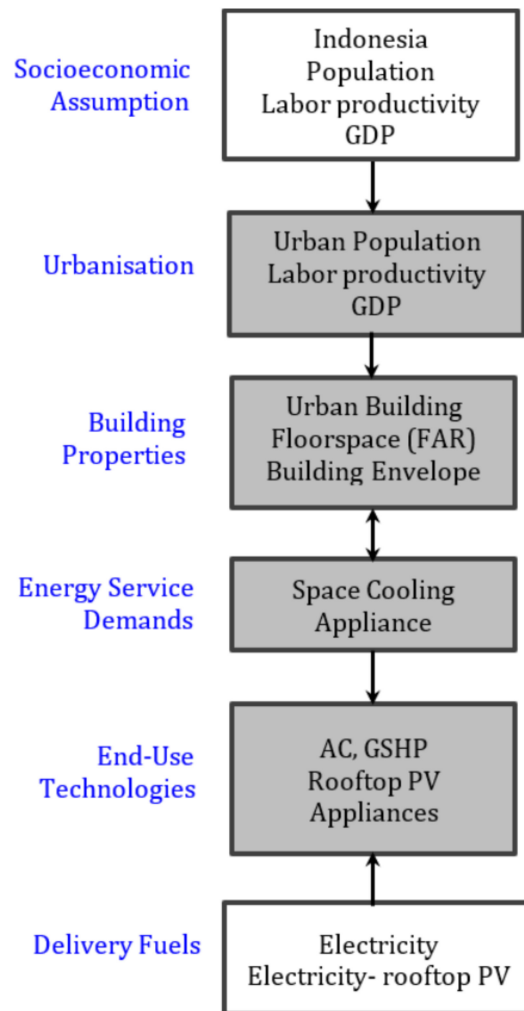 Socioeconomic
Assumption
Indonesia
Population
Labor productivity
GDP
Urbanisation
Urban Population
Labor productivity
GDP
Building
Properties
Urban Building
Floorspace (FAR)
Building Envelope
Energy Service
Demands
Space Cooling
Appliance
End-Use
Technologies
AC, GSHP
Rooftop PV
Appliances
Delivery Fuels
Electricity
Electricity- rooftop PV